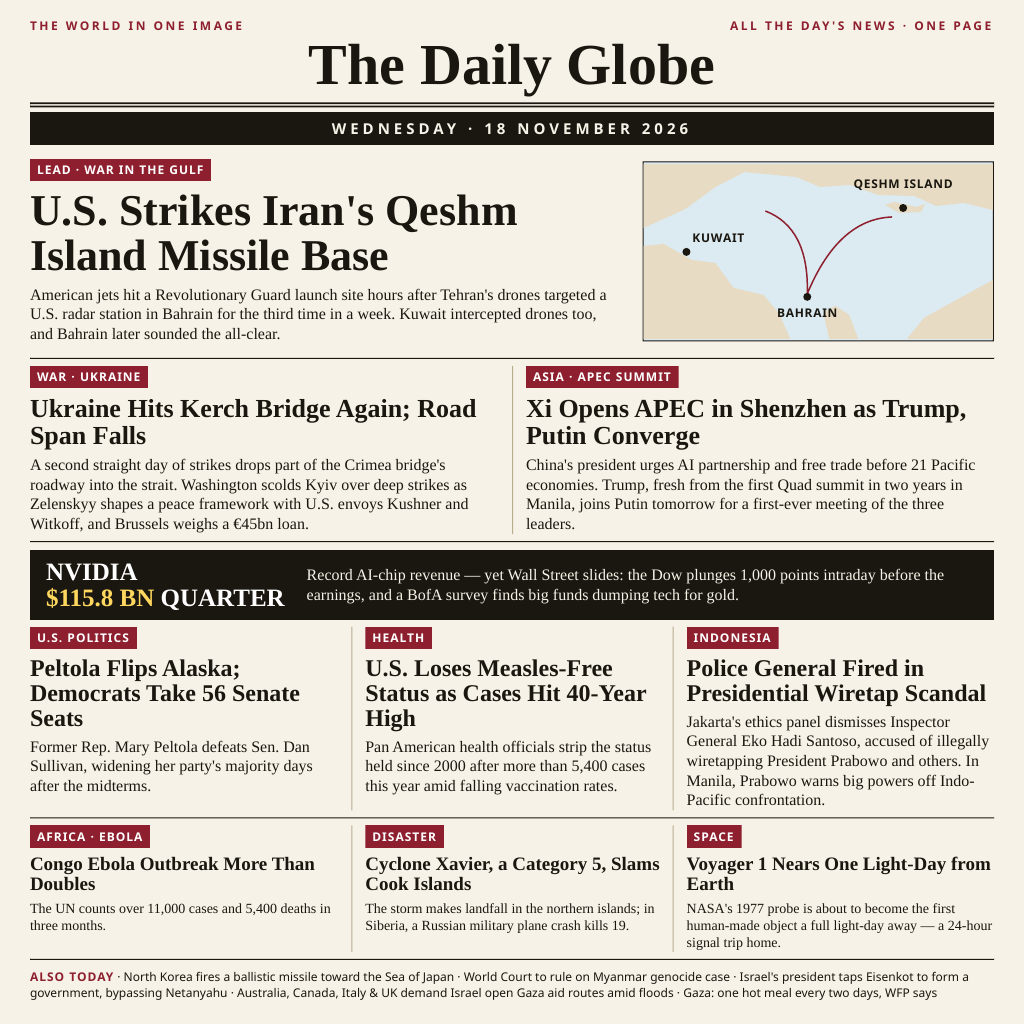 THE WORLD IN ONE IMAGE
ALL THE DAY'S NEWS · ONE PAGE
The Daily Globe
WEDNESDAY · 18 NOVEMBER 2026
LEAD · WAR IN THE GULF
U.S. Strikes Iran's Qeshm
Island Missile Base
American jets hit a Revolutionary Guard launch site hours after Tehran's drones targeted a
U.S. radar station in Bahrain for the third time in a week. Kuwait intercepted drones too,
and Bahrain later sounded the all-clear.
QESHM ISLAND
KUWAIT
BAHRAIN
WAR · UKRAINE
Ukraine Hits Kerch Bridge Again; Road
Span Falls
A second straight day of strikes drops part of the Crimea bridge's
roadway into the strait. Washington scolds Kyiv over deep strikes as
Zelenskyy shapes a peace framework with U.S. envoys Kushner and
Witkoff, and Brussels weighs a €45bn loan.
ASIA · APEC SUMMIT
Xi Opens APEC in Shenzhen as Trump,
Putin Converge
China's president urges AI partnership and free trade before 21 Pacific
economies. Trump, fresh from the first Quad summit in two years in
Manila, joins Putin tomorrow for a first-ever meeting of the three
leaders.
NVIDIA
$115.8 BN QUARTER
Record AI-chip revenue — yet Wall Street slides: the Dow plunges 1,000 points intraday before the
earnings, and a BofA survey finds big funds dumping tech for gold.
U.S. POLITICS
Peltola Flips Alaska;
Democrats Take 56 Senate
Seats
Former Rep. Mary Peltola defeats Sen. Dan
Sullivan, widening her party's majority days
after the midterms.
HEALTH
U.S. Loses Measles-Free
Status as Cases Hit 40-Year
High
Pan American health officials strip the status
held since 2000 after more than 5,400 cases
this year amid falling vaccination rates.
INDONESIA
Police General Fired in
Presidential Wiretap Scandal
Jakarta's ethics panel dismisses Inspector
General Eko Hadi Santoso, accused of illegally
wiretapping President Prabowo and others. In
Manila, Prabowo warns big powers off Indo-
Pacific confrontation.
AFRICA · EBOLA
Congo Ebola Outbreak More Than
Doubles
The UN counts over 11,000 cases and 5,400 deaths in
three months.
DISASTER
Cyclone Xavier, a Category 5, Slams
Cook Islands
The storm makes landfall in the northern islands; in
Siberia, a Russian military plane crash kills 19.
SPACE
Voyager 1 Nears One Light-Day from
Earth
NASA's 1977 probe is about to become the first
human-made object a full light-day away — a 24-hour
signal trip home.
ALSO TODAY · North Korea fires a ballistic missile toward the Sea of Japan · World Court to rule on Myanmar genocide case · Israel's president taps Eisenkot to form a
government, bypassing Netanyahu · Australia, Canada, Italy & UK demand Israel open Gaza aid routes amid floods · Gaza: one hot meal every two days, WFP says